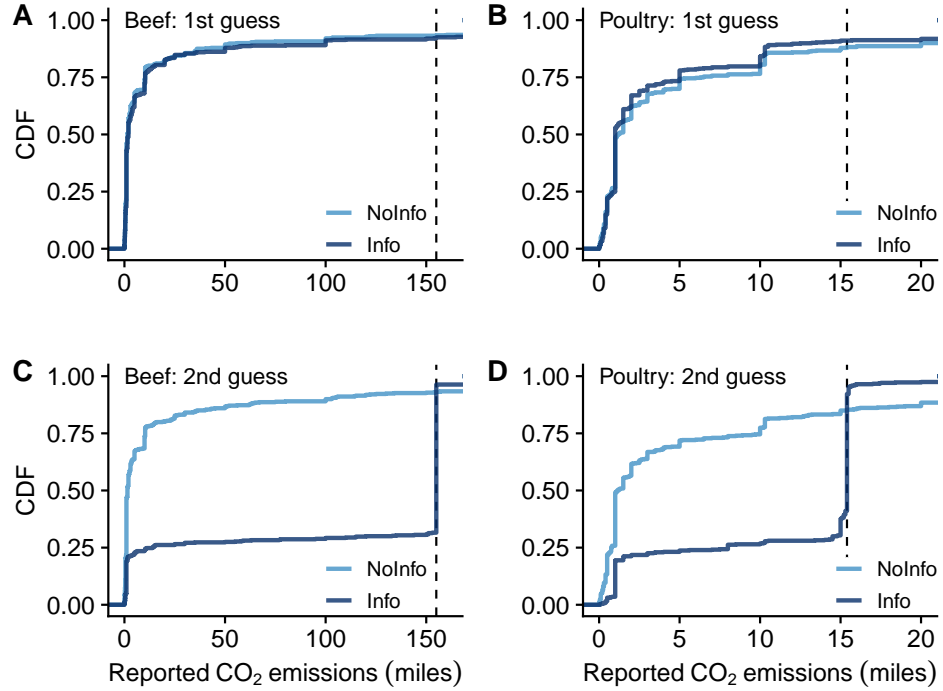 A
Beef: 1st guess
CDF
1.00
0.75
0.50
0.25
0.00
NoInfo
Info
0 50 100 150
B
Poultry: 1st guess
1.00
0.75
0.50
0.25
0.00
NoInfo
Info
0 5 10 15 20
C
Beef: 2nd guess
CDF
1.00
0.75
0.50
0.25
0.00
NoInfo
Info
0 50 100 150
Reported CO₂ emissions (miles)
D
Poultry: 2nd guess
1.00
0.75
0.50
0.25
0.00
NoInfo
Info
0 5 10 15 20
Reported CO₂ emissions (miles)